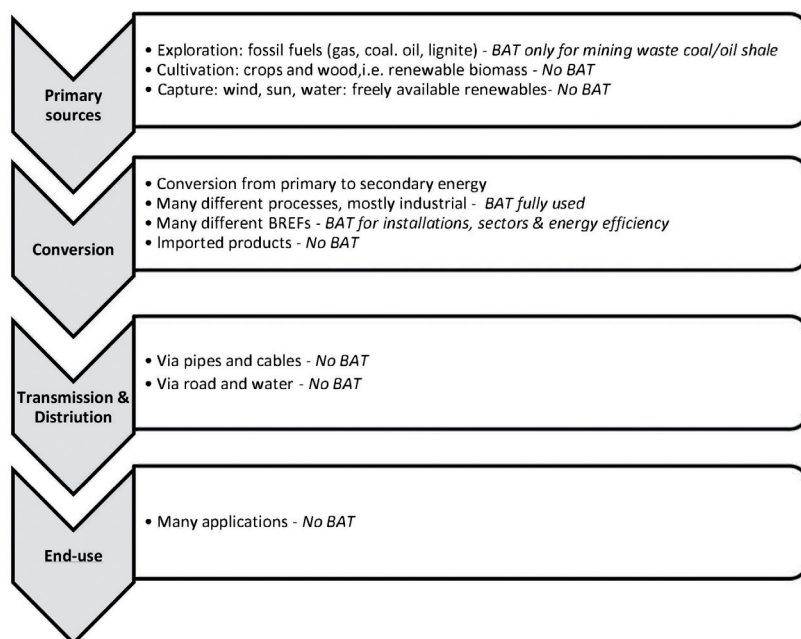 Primary
sources
• Exploration: fossil fuels (gas, coal. oil, lignite) - BAT only for mining waste coal/oil shale
• Cultivation: crops and wood,i.e. renewable biomass - No BAT
• Capture: wind, sun, water: freely available renewables- No BAT
Conversion
• Conversion from primary to secondary energy
• Many different processes, mostly industrial - BAT fully used
• Many different BREFs - BAT for installations, sectors & energy efficiency
• Imported products - No BAT
Transmission &
Distriution
• Via pipes and cables - No BAT
• Via road and water - No BAT
End-use
• Many applications - No BAT